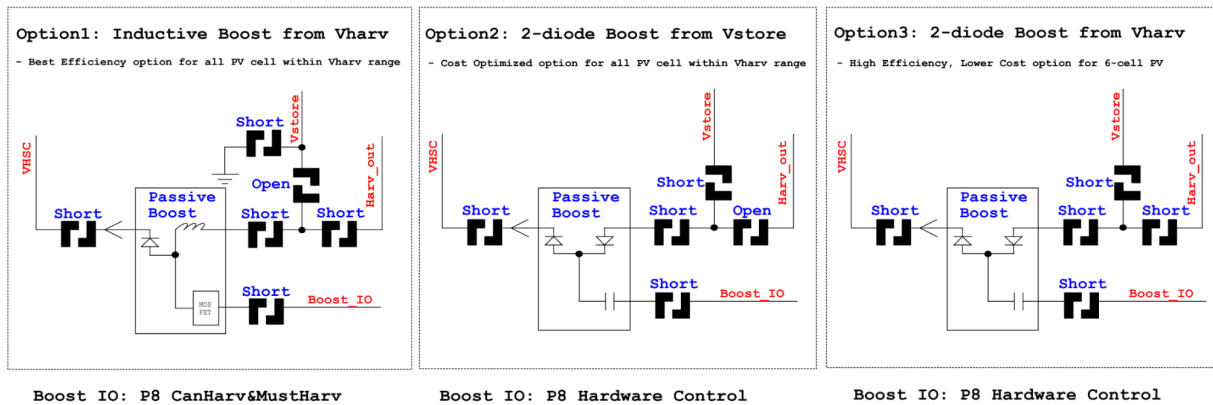 Option1: Inductive Boost from Vharv
- Best Efficiency option for all PV cell within Vharv range
Vstore
Short
VHSC
Harv_out
Open
Passive
Boost
Short
Short
Short
MOS
FET
Short
Boost_IO
Boost IO: P8 CanHarv&MustHarv
Option2: 2-diode Boost from Vstore
- Cost Optimized option for all PV cell within Vharv range
Vstore
VHSC
Harv_out
Short
Passive
Boost
Short
Short
Open
Short
Boost_IO
Boost IO: P8 Hardware Control
Option3: 2-diode Boost from Vharv
- High Efficiency, Lower Cost option for 6-cell PV
Vstore
VHSC
Harv_out
Short
Passive
Boost
Short
Short
Short
Short
Boost_IO
Boost IO: P8 Hardware Control